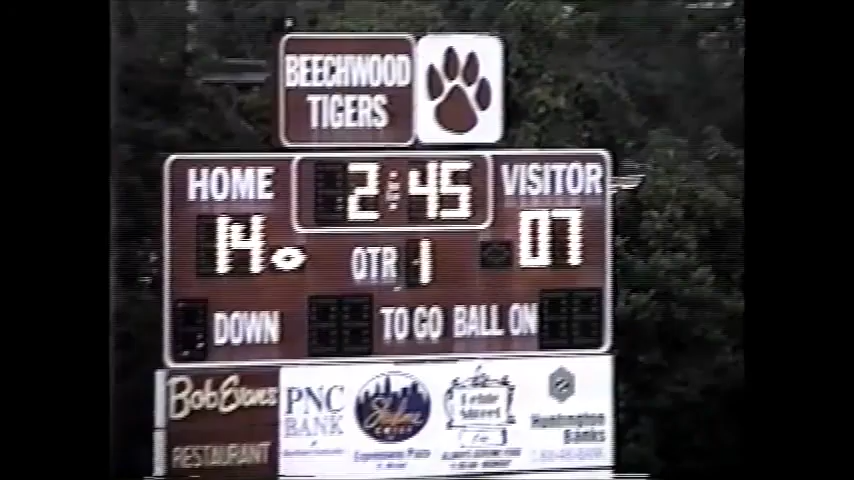 BEECHWOOD
TIGERS
HOME 2:45 VISITOR
14 QTR 1 07
DOWN TO GO BALL ON
Bob Evans
RESTAURANT
PNC
BANK
Huntington
Banks